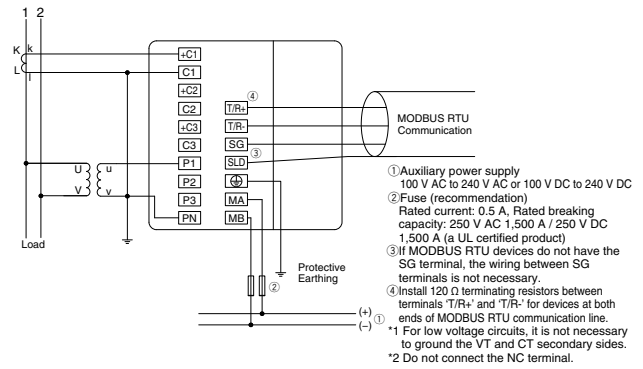 1 2
K k
L l
+C1
C1
+C2
C2
+C3
C3
P1
P2
P3
PN
④
T/R+
T/R-
SG
③
SLD
MA
MB
MODBUS RTU
Communication
U u
V v
Load
Protective
Earthing
②
(+)
(−) ①
①Auxiliary power supply
100 V AC to 240 V AC or 100 V DC to 240 V DC
②Fuse (recommendation)
Rated current: 0.5 A, Rated breaking
capacity: 250 V AC 1,500 A / 250 V DC
1,500 A (a UL certified product)
③If MODBUS RTU devices do not have the
SG terminal, the wiring between SG
terminals is not necessary.
④Install 120 Ω terminating resistors between
terminals ‘T/R+’ and ‘T/R-’ for devices at both
ends of MODBUS RTU communication line.
*1 For low voltage circuits, it is not necessary
to ground the VT and CT secondary sides.
*2 Do not connect the NC terminal.